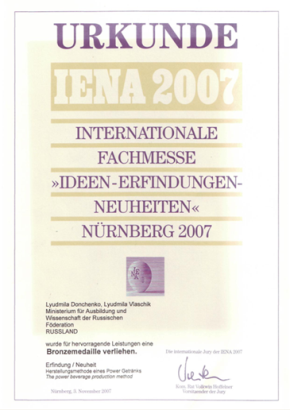 URKUNDE
IENA 2007
INTERNATIONALE
FACHMESSE
»IDEEN-ERFINDUNGEN-
NEUHEITEN«
NÜRNBERG 2007
Lyudmila Donchenko, Lyudmila Vlaschik
Ministerium für Ausbildung und
Wissenschaft der Russischen
Föderation
RUSSLAND
wurde für hervorragende Leistungen eine
Bronzemedaille verliehen.
Die internationale Jury der IENA 2007
Erfindung / Neuheit
Herstellungsmethode eines Power Getränks
The power beverage production method
Nürnberg, 2. November 2007
Vorsitzender der Jury